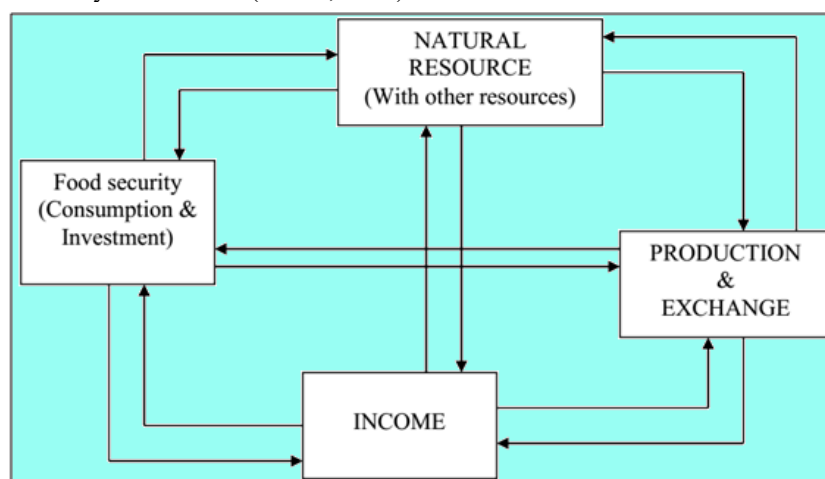 NATURAL
RESOURCE
(With other resources)
Food security
(Consumption &
Investment)
PRODUCTION
&
EXCHANGE
INCOME